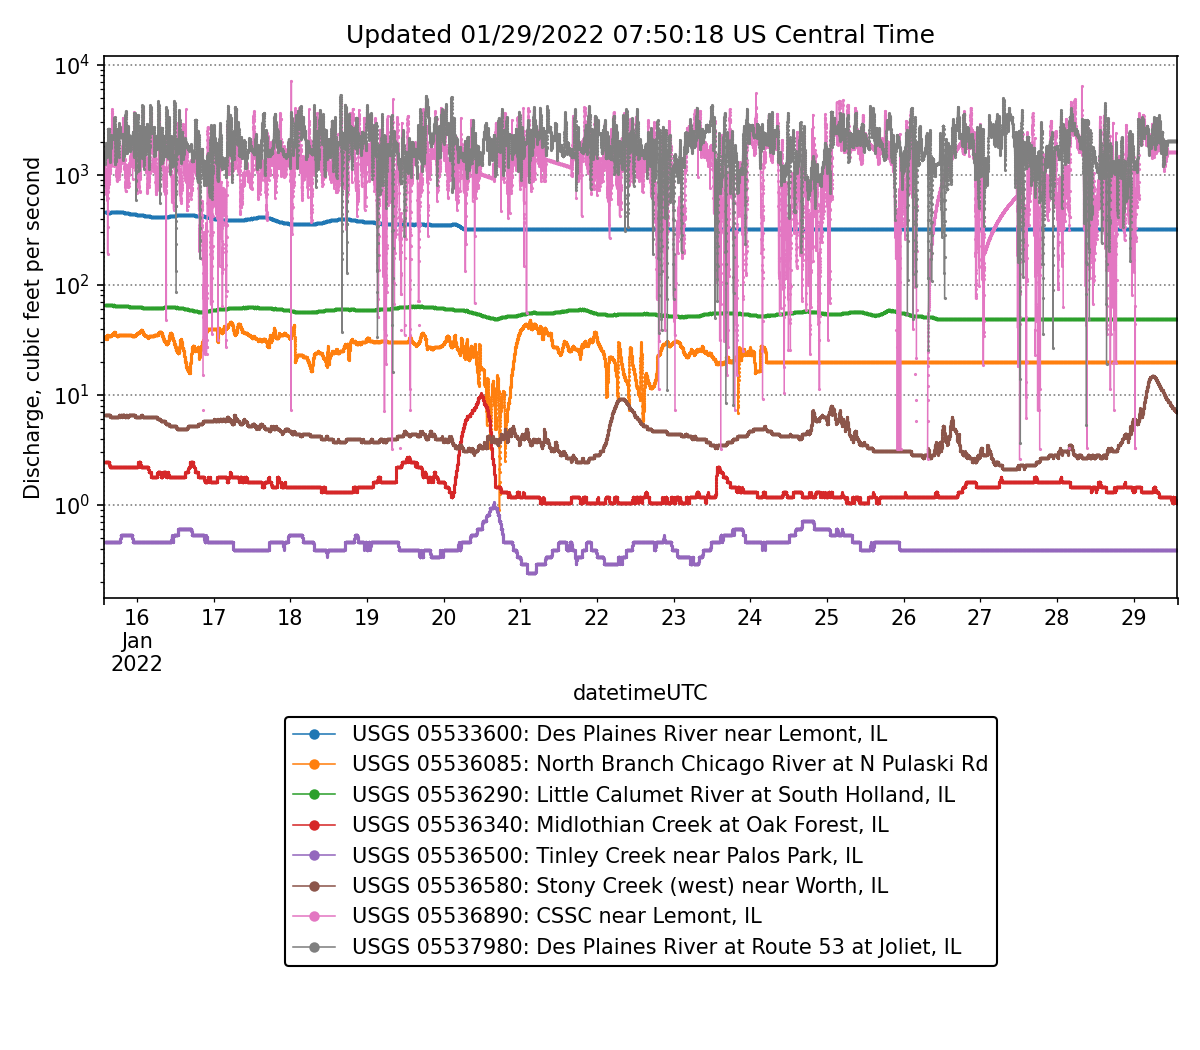 Updated 01/29/2022 07:50:18 US Central Time
Discharge, cubic feet per second
10⁴
10³
10²
10¹
10⁰
16 17 18 19 20 21 22 23 24 25 26 27 28 29
Jan
2022
datetimeUTC
USGS 05533600: Des Plaines River near Lemont, IL
USGS 05536085: North Branch Chicago River at N Pulaski Rd
USGS 05536290: Little Calumet River at South Holland, IL
USGS 05536340: Midlothian Creek at Oak Forest, IL
USGS 05536500: Tinley Creek near Palos Park, IL
USGS 05536580: Stony Creek (west) near Worth, IL
USGS 05536890: CSSC near Lemont, IL
USGS 05537980: Des Plaines River at Route 53 at Joliet, IL